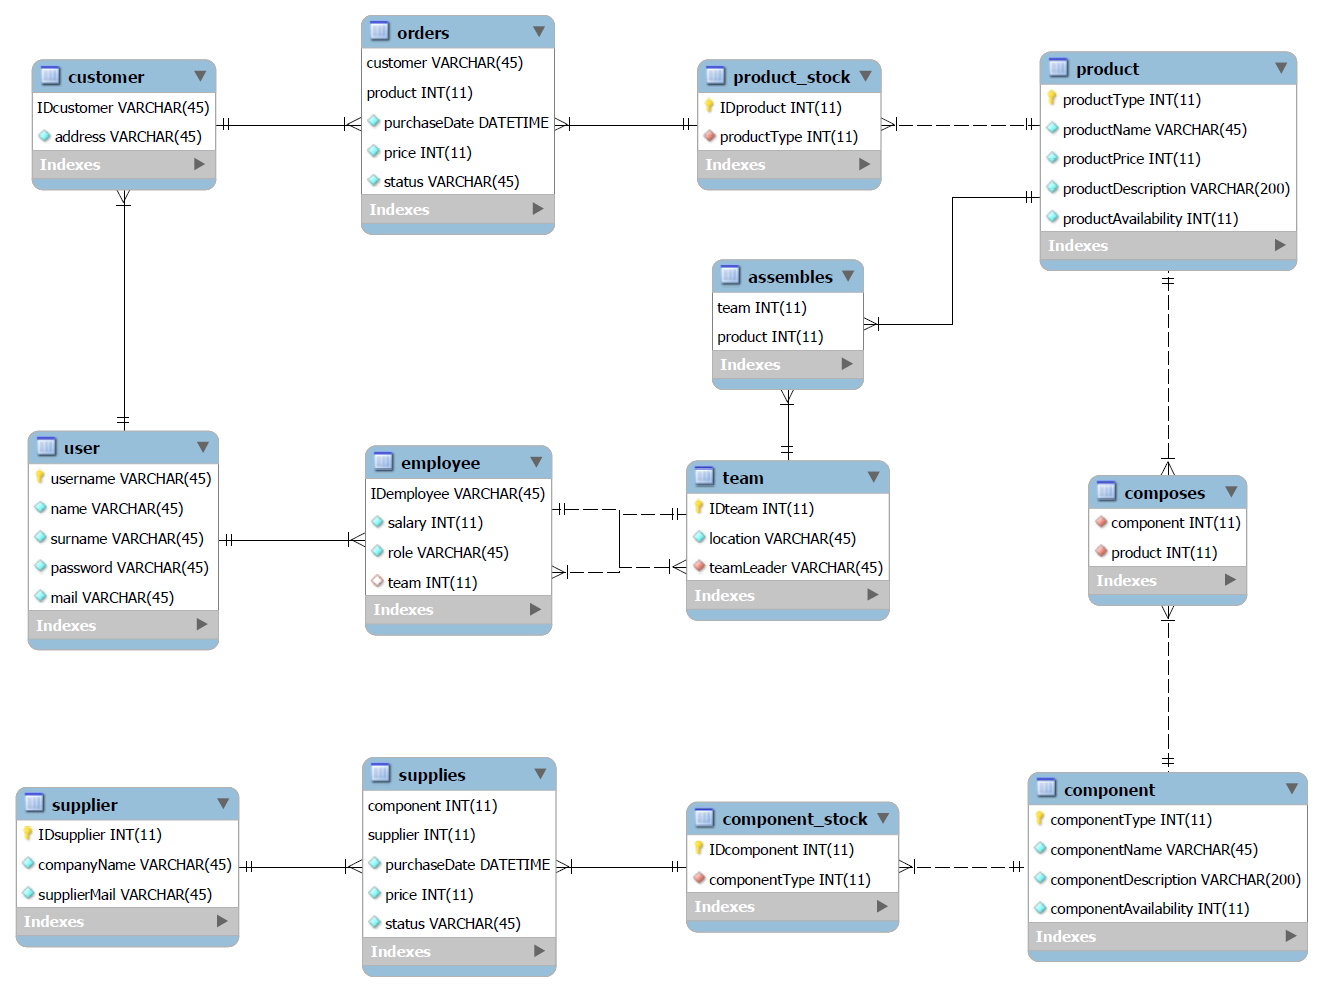 customer
IDcustomer VARCHAR(45)
address VARCHAR(45)
Indexes
orders
customer VARCHAR(45)
product INT(11)
purchaseDate DATETIME
price INT(11)
status VARCHAR(45)
Indexes
product_stock
IDproduct INT(11)
productType INT(11)
Indexes
product
productType INT(11)
productName VARCHAR(45)
productPrice INT(11)
productDescription VARCHAR(200)
productAvailability INT(11)
Indexes
assembles
team INT(11)
product INT(11)
Indexes
user
username VARCHAR(45)
name VARCHAR(45)
surname VARCHAR(45)
password VARCHAR(45)
mail VARCHAR(45)
Indexes
employee
IDemployee VARCHAR(45)
salary INT(11)
role VARCHAR(45)
team INT(11)
Indexes
team
IDteam INT(11)
location VARCHAR(45)
teamLeader VARCHAR(45)
Indexes
composes
component INT(11)
product INT(11)
Indexes
supplier
IDsupplier INT(11)
companyName VARCHAR(45)
supplierMail VARCHAR(45)
Indexes
supplies
component INT(11)
supplier INT(11)
purchaseDate DATETIME
price INT(11)
status VARCHAR(45)
Indexes
component_stock
IDcomponent INT(11)
componentType INT(11)
Indexes
component
componentType INT(11)
componentName VARCHAR(45)
componentDescription VARCHAR(200)
componentAvailability INT(11)
Indexes